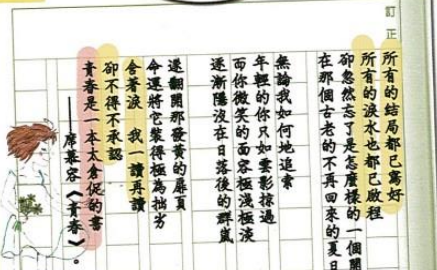 訂正
所有的結局都已寫好
所有的淚水也都已啟程
卻忽然忘了是怎麼樣的一個開
在那個古老的不再回來的夏日
無論我如何地追索
年輕的你只如雲影掠過
而你微笑的面容極淺極淡
逐漸隱沒在日落後的群嵐
遂翻開那發黃的扉頁
命運將它裝得極為拙劣
含著淚 我一讀再讀
卻不得不承認
青春是一本太倉促的書
——席慕容《青春》。